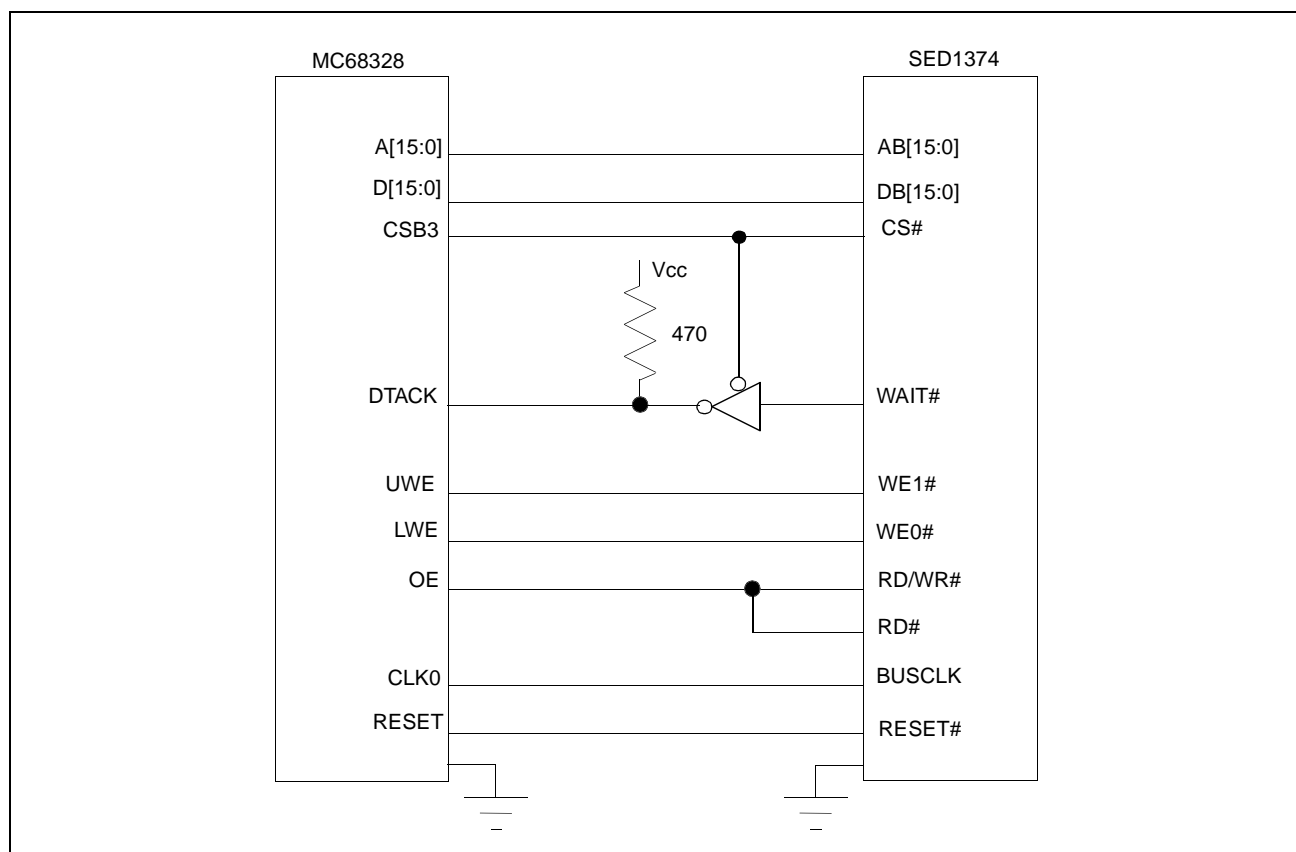 MC68328 SED1374
A[15:0] AB[15:0]
D[15:0] DB[15:0]
CSB3 CS#
Vcc
470
DTACK WAIT#
UWE WE1#
LWE WE0#
OE RD/WR#
RD#
CLK0 BUSCLK
RESET RESET#